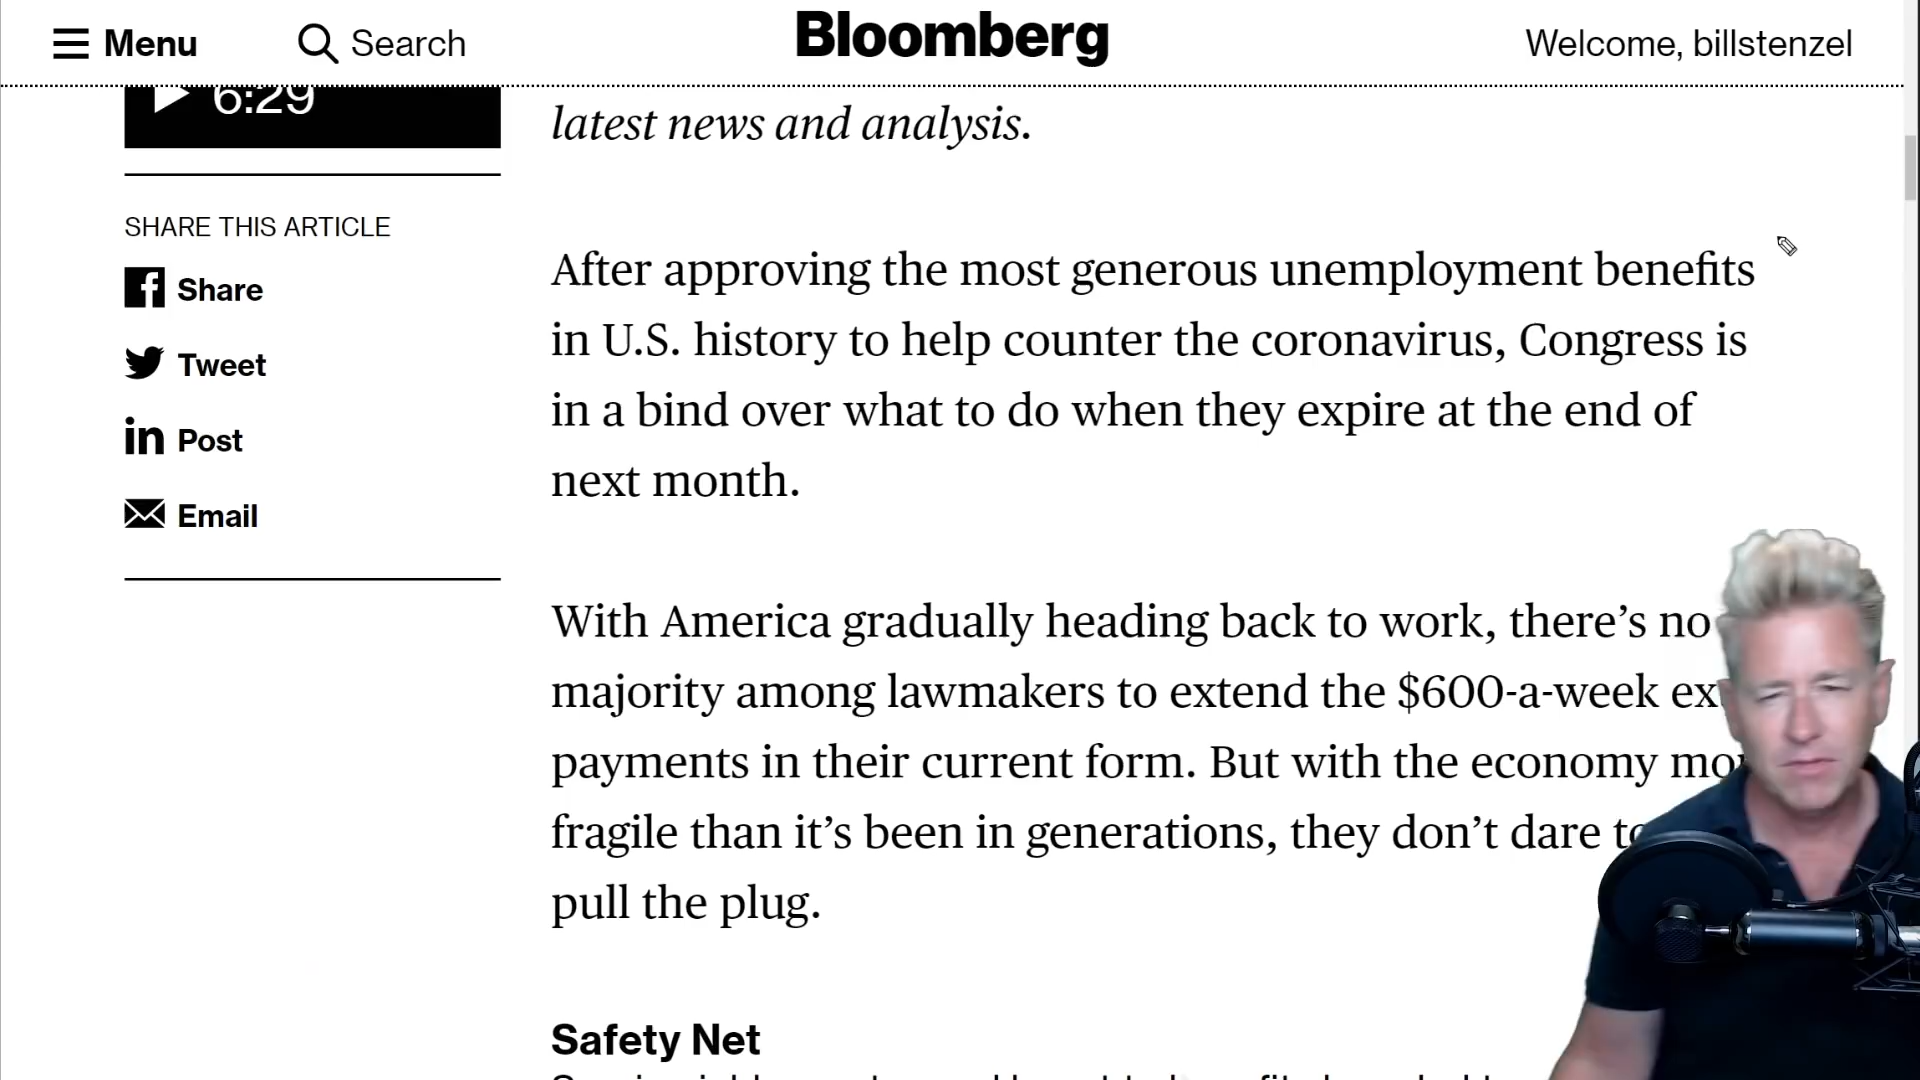 Menu
Search
Bloomberg
Welcome, billstenzel
6:29
SHARE THIS ARTICLE
Share
Tweet
in Post
Email
latest news and analysis.
After approving the most generous unemployment benefits
in U.S. history to help counter the coronavirus, Congress is
in a bind over what to do when they expire at the end of
next month.
With America gradually heading back to work, there’s no
majority among lawmakers to extend the $600-a-week
payments in their current form. But with the economy
fragile than it’s been in generations, they don’t dare
pull the plug.
Safety Net